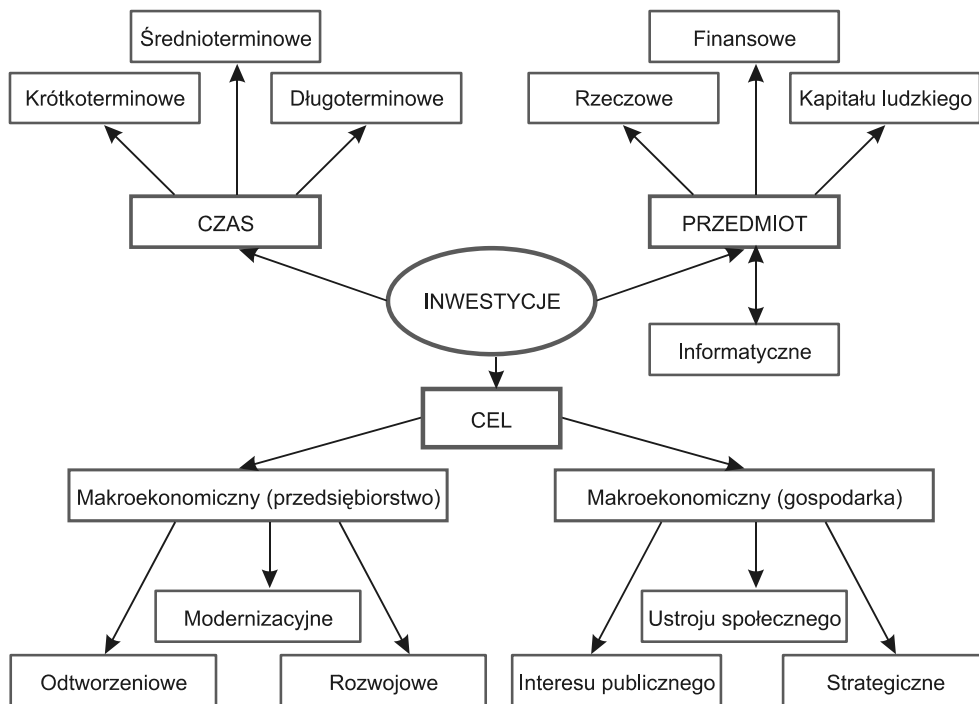 Średnioterminowe
Finansowe
Krótkoterminowe
Długoterminowe
Rzeczowe
Kapitału ludzkiego
CZAS
PRZEDMIOT
INWESTYCJE
Informatyczne
CEL
Makroekonomiczny (przedsiębiorstwo)
Makroekonomiczny (gospodarka)
Modernizacyjne
Ustroju społecznego
Odtworzeniowe
Rozwojowe
Interesu publicznego
Strategiczne